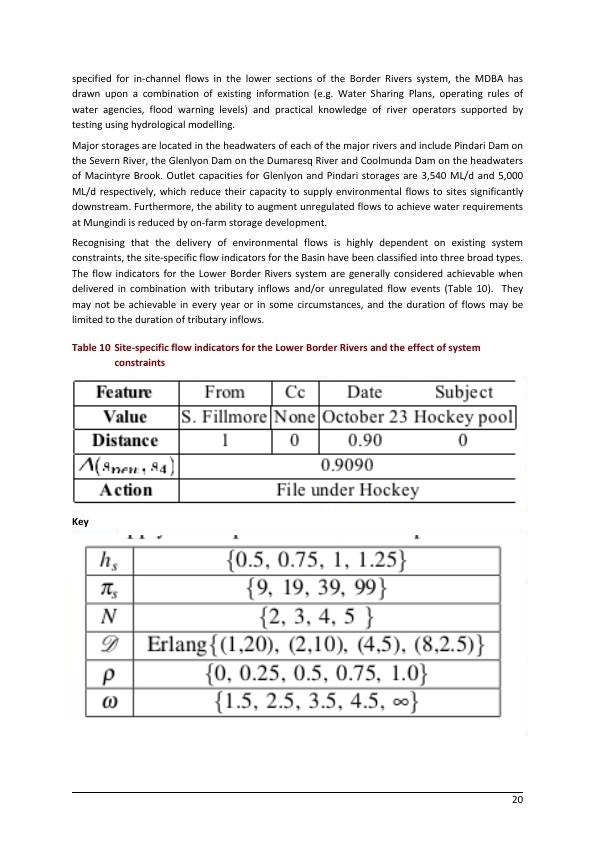 specified for in-channel flows in the lower sections of the Border Rivers system, the MDBA has
drawn upon a combination of existing information (e.g. Water Sharing Plans, operating rules of
water agencies, flood warning levels) and practical knowledge of river operators supported by
testing using hydrological modelling.
Major storages are located in the headwaters of each of the major rivers and include Pindari Dam on
the Severn River, the Glenlyon Dam on the Dumaresq River and Coolmunda Dam on the headwaters
of Macintyre Brook. Outlet capacities for Glenlyon and Pindari storages are 3,540 ML/d and 5,000
ML/d respectively, which reduce their capacity to supply environmental flows to sites significantly
downstream. Furthermore, the ability to augment unregulated flows to achieve water requirements
at Mungindi is reduced by on-farm storage development.
Recognising that the delivery of environmental flows is highly dependent on existing system
constraints, the site-specific flow indicators for the Basin have been classified into three broad types.
The flow indicators for the Lower Border Rivers system are generally considered achievable when
delivered in combination with tributary inflows and/or unregulated flow events (Table 10). They
may not be achievable in every year or in some circumstances, and the duration of flows may be
limited to the duration of tributary inflows.
Table 10 Site-specific flow indicators for the Lower Border Rivers and the effect of system
constraints
Feature From Cc Date Subject
Value S. Fillmore None October 23 Hockey pool
Distance 1 0 0.90 0
0.9090
Action File under Hockey
Key
h_s {0.5, 0.75, 1, 1.25}
π_s {9, 19, 39, 99}
N {2, 3, 4, 5 }
𝒟 Erlang{(1,20), (2,10), (4,5), (8,2.5)}
ρ {0, 0.25, 0.5, 0.75, 1.0}
ω {1.5, 2.5, 3.5, 4.5, ∞}
20